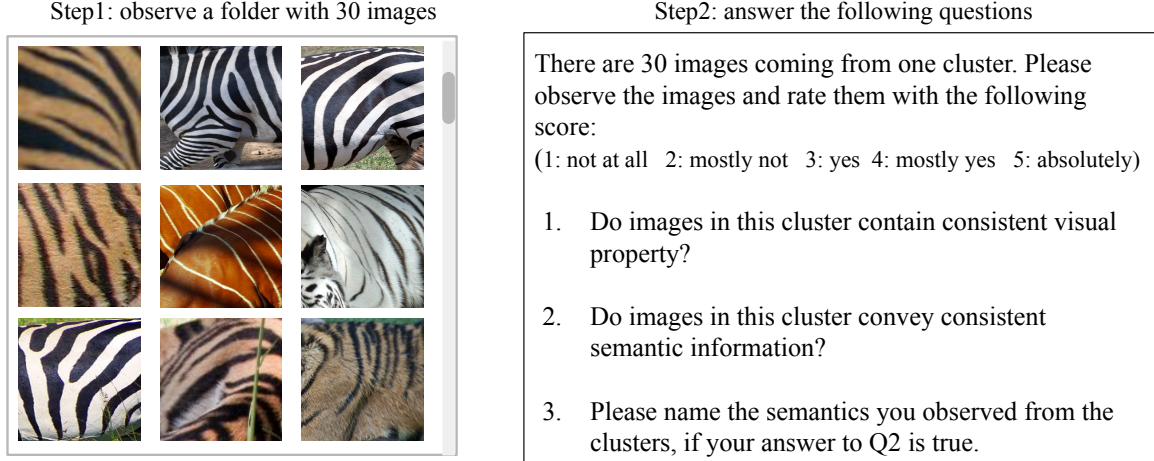 Step1: observe a folder with 30 images
Step2: answer the following questions
There are 30 images coming from one cluster. Please
observe the images and rate them with the following
score:
(1: not at all 2: mostly not 3: yes 4: mostly yes 5: absolutely)
1. Do images in this cluster contain consistent visual
property?
2. Do images in this cluster convey consistent
semantic information?
3. Please name the semantics you observed from the
clusters, if your answer to Q2 is true.